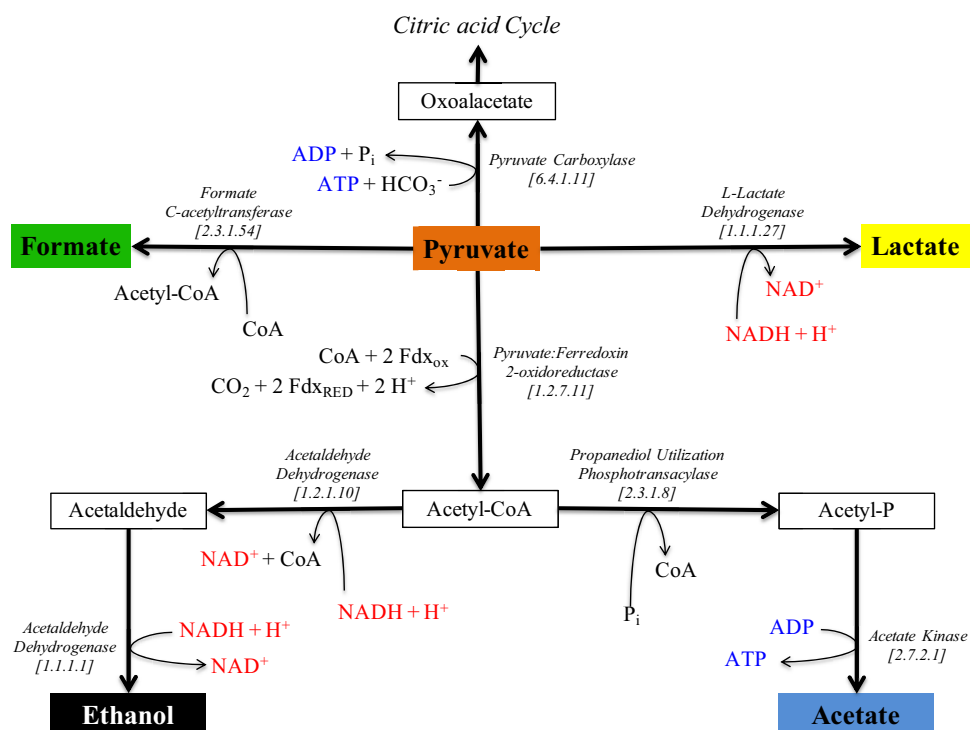 Citric acid Cycle
Oxoalacetate
ADP + Pi
ATP + HCO3-
Pyruvate Carboxylase
[6.4.1.11]
Formate
C-acetyltransferase
[2.3.1.54]
L-Lactate
Dehydrogenase
[1.1.1.27]
Formate
Pyruvate
Lactate
Acetyl-CoA
CoA
NAD+
NADH + H+
CoA + 2 Fdxox
CO2 + 2 FdxRED + 2 H+
Pyruvate:Ferredoxin
2-oxidoreductase
[1.2.7.11]
Acetaldehyde
Dehydrogenase
[1.2.1.10]
Propanediol Utilization
Phosphotransacylase
[2.3.1.8]
Acetaldehyde
Acetyl-CoA
Acetyl-P
NAD+ + CoA
NADH + H+
CoA
Pi
Acetaldehyde
Dehydrogenase
[1.1.1.1]
NADH + H+
NAD+
ADP
ATP
Acetate Kinase
[2.7.2.1]
Ethanol
Acetate